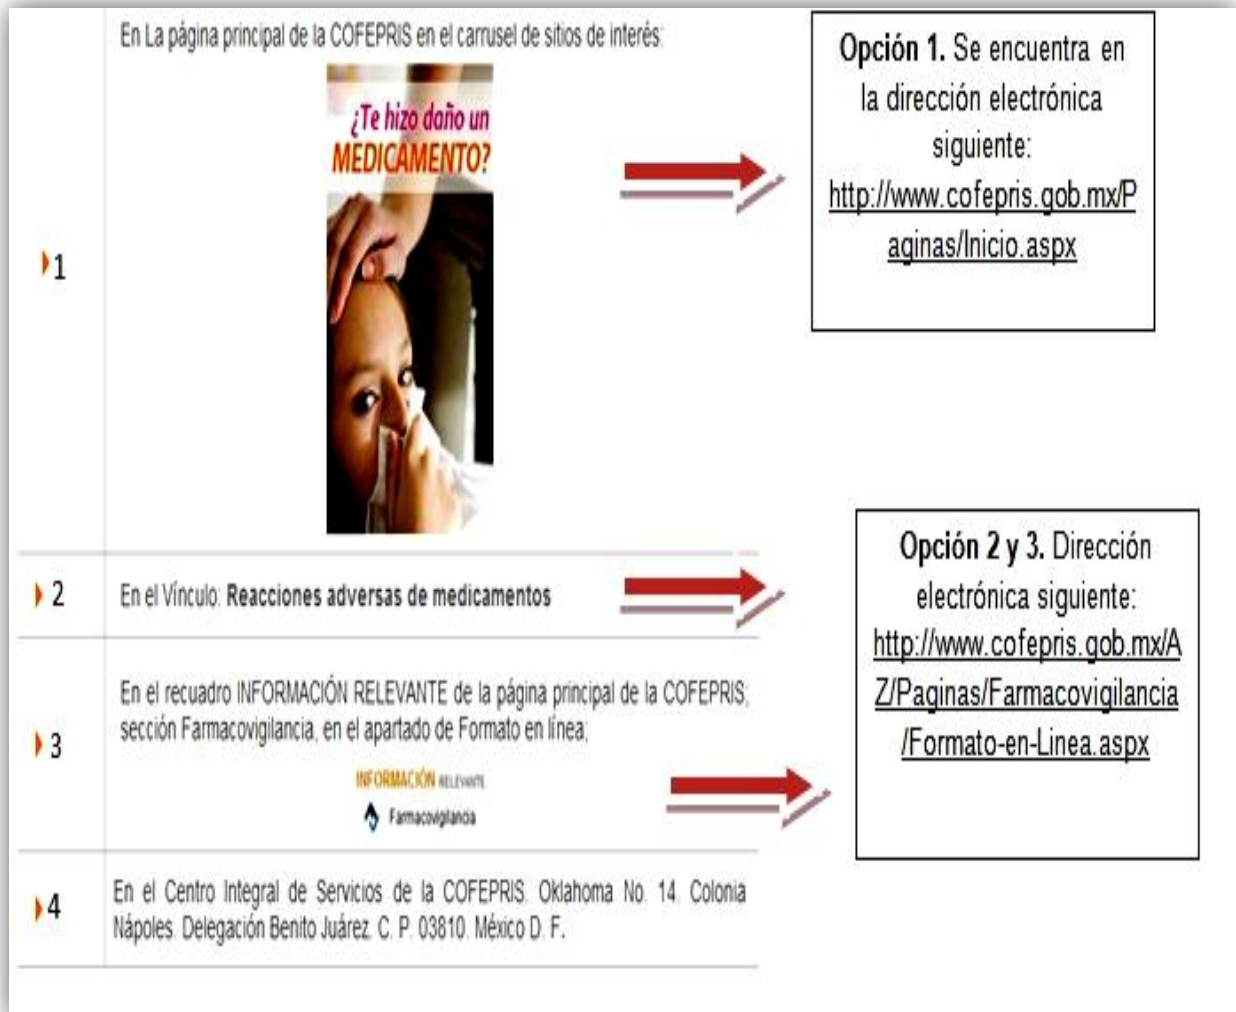 En La página principal de la COFEPRIS en el carrusel de sitios de interés:
¿Te hizo daño un
MEDICAMENTO?
Opción 1. Se encuentra en
la dirección electrónica
siguiente:
http://www.cofepris.gob.mx/P
aginas/Inicio.aspx
1
2
En el Vínculo: Reacciones adversas de medicamentos
Opción 2 y 3. Dirección
electrónica siguiente:
http://www.cofepris.gob.mx/A
Z/Paginas/Farmacovigilancia
/Formato-en-Linea.aspx
3
En el recuadro INFORMACIÓN RELEVANTE de la página principal de la COFEPRIS;
sección Farmacovigilancia, en el apartado de Formato en línea;
INFORMACIÓN RELEVANTE
Farmacovigilancia
4
En el Centro Integral de Servicios de la COFEPRIS. Oklahoma No. 14. Colonia
Nápoles. Delegación Benito Juárez. C. P. 03810. México D. F.